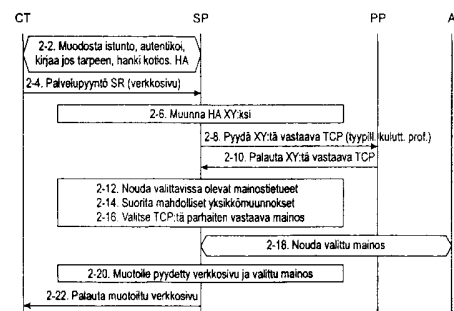 CT SP PP A
2-2. Muodosta istunto, autentikoi,
kirjaa jos tarpeen, hanki kotios. HA
2-4. Palvelupyyntö SR (verkkosivu)
2-6. Muunna HA XY:ksi
2-8. Pyydä XY:tä vastaava TCP (tyypill. kulutt. prof.)
2-10. Palauta XY:tä vastaava TCP
2-12. Nouda valittavissa olevat mainostietueet
2-14. Suorita mahdolliset yksikkömuunnokset
2-16. Valitse TCP:tä parhaiten vastaava mainos
2-18. Nouda valittu mainos
2-20. Muotoile pyydetty verkkosivu ja valittu mainos
2-22. Palauta muotoiltu verkkosivu